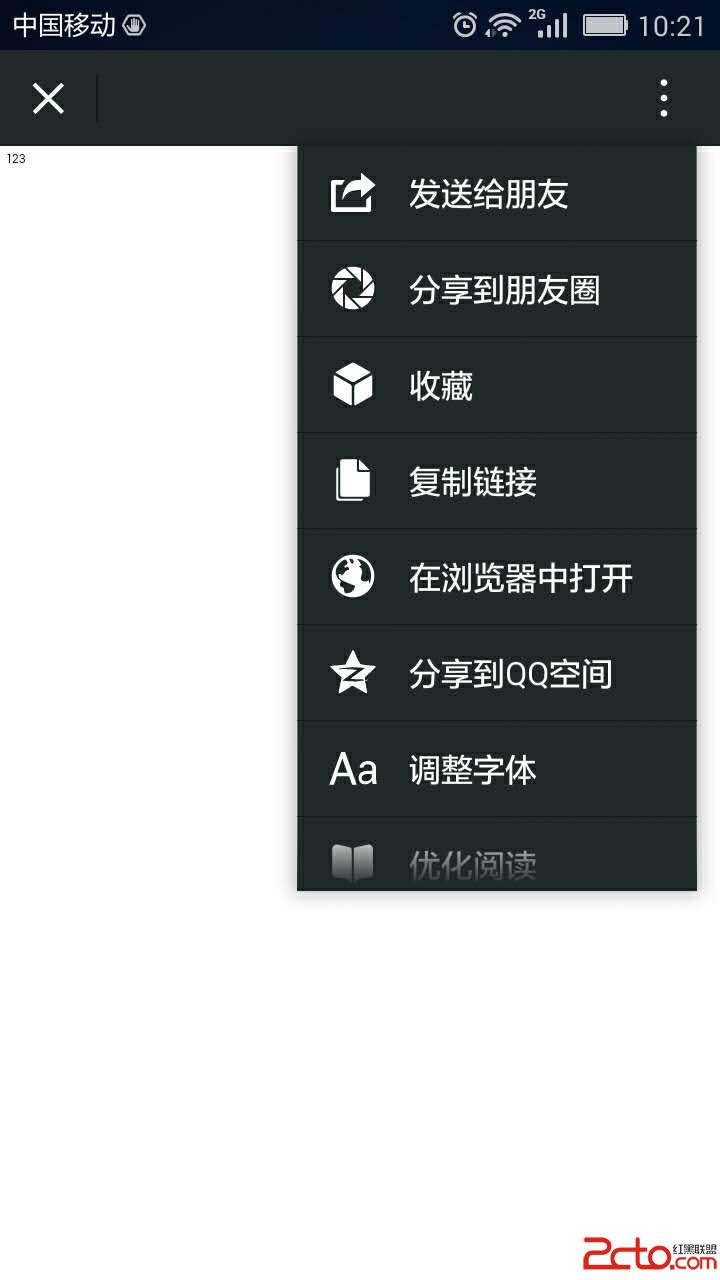 中国移动
2G
10:21
123
发送给朋友
分享到朋友圈
收藏
复制链接
在浏览器中打开
分享到QQ空间
Aa 调整字体
优化阅读
2cto.com 红黑联盟